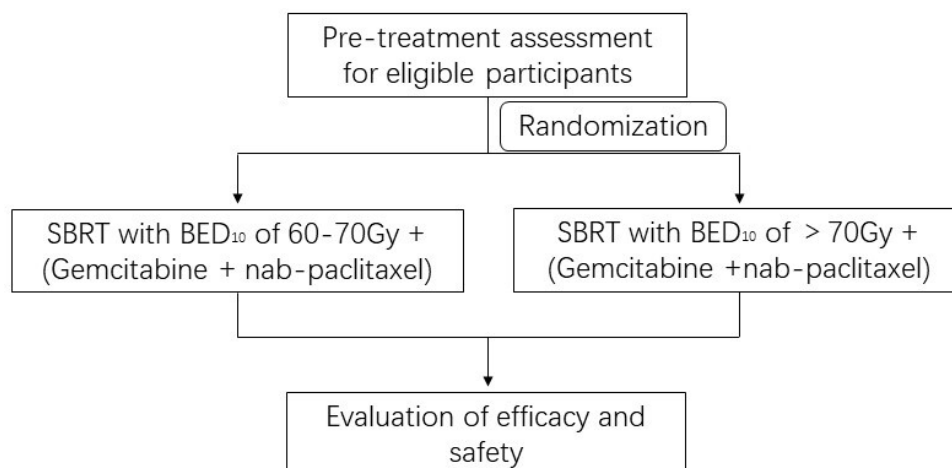 Pre-treatment assessment
for eligible participants
Randomization
SBRT with BED₁₀ of 60-70Gy +
(Gemcitabine + nab-paclitaxel)
SBRT with BED₁₀ of > 70Gy +
(Gemcitabine +nab-paclitaxel)
Evaluation of efficacy and
safety